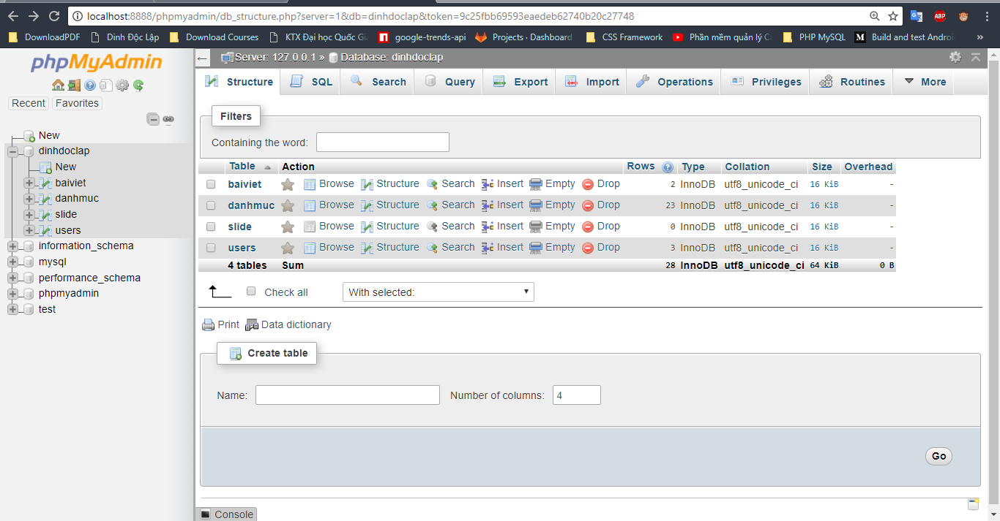 localhost:8888/phpmyadmin/db_structure.php?server=1&db=dinhdoclap&token=9c25fbb69593eaedeb62740b20c27748
DownloadPDF Dinh Độc Lập Download Courses KTX Đại học Quốc Gi google-trends-api Projects · Dashboard CSS Framework Phần mềm quản lý Ca PHP MySQL Build and test Androi »
phpMyAdmin
Recent Favorites
New
dinhdoclap
New
baiviet
danhmuc
slide
users
information_schema
mysql
performance_schema
phpmyadmin
test
Server: 127.0.0.1 » Database: dinhdoclap
Structure SQL Search Query Export Import Operations Privileges Routines More
Filters
Containing the word:
Table Action Rows Type Collation Size Overhead
baiviet Browse Structure Search Insert Empty Drop 2 InnoDB utf8_unicode_ci 16 KiB -
danhmuc Browse Structure Search Insert Empty Drop 23 InnoDB utf8_unicode_ci 16 KiB -
slide Browse Structure Search Insert Empty Drop 0 InnoDB utf8_unicode_ci 16 KiB -
users Browse Structure Search Insert Empty Drop 3 InnoDB utf8_unicode_ci 16 KiB -
4 tables Sum 28 InnoDB utf8_unicode_ci 64 KiB 0 B
Check all With selected:
Print Data dictionary
Create table
Name: Number of columns: 4
Go
Console